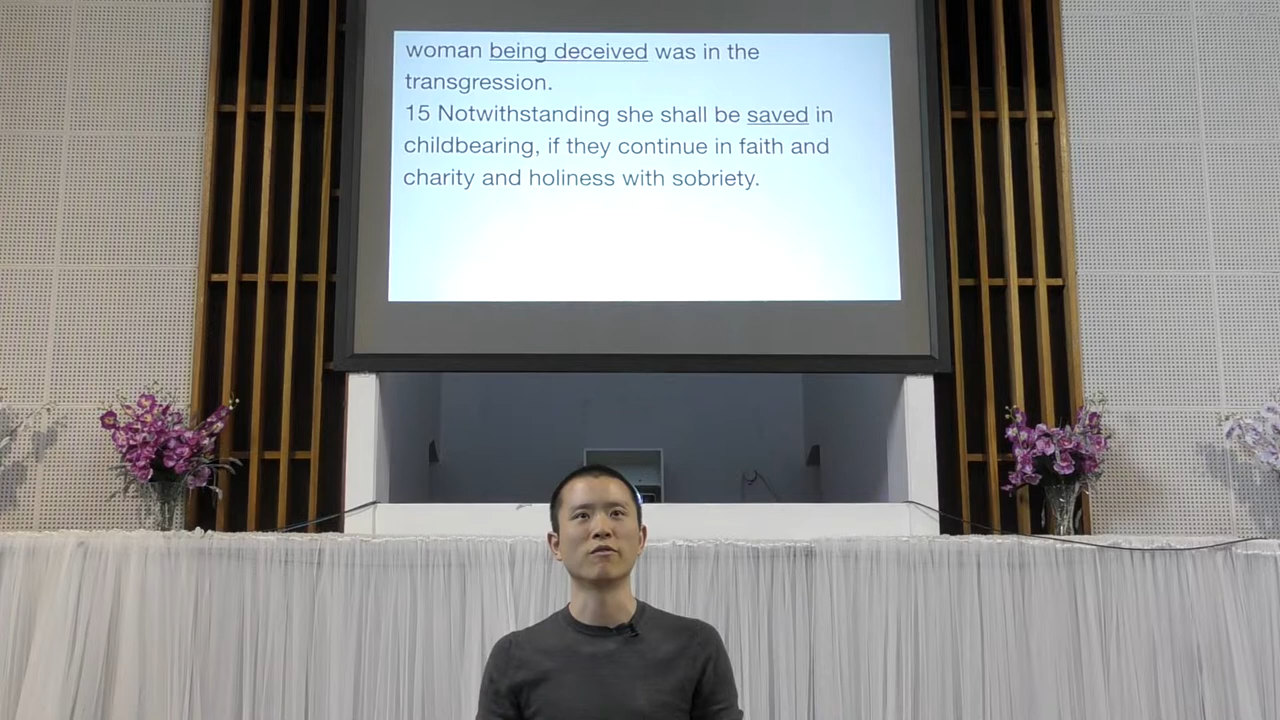 woman being deceived was in the
transgression.
15 Notwithstanding she shall be saved in
childbearing, if they continue in faith and
charity and holiness with sobriety.